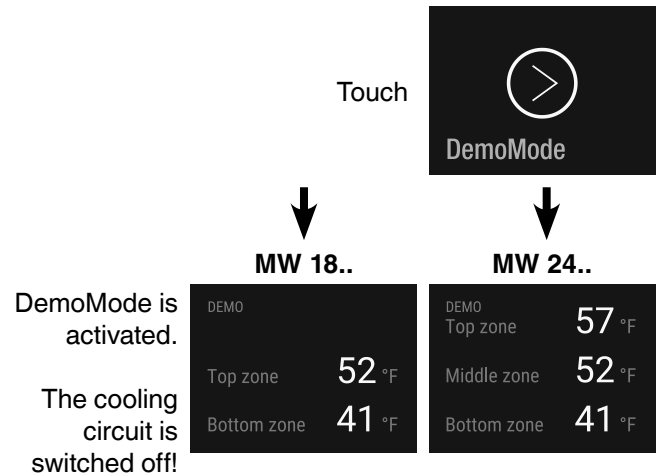 Touch
DemoMode
MW 18..
MW 24..
DemoMode is
activated.
The cooling
circuit is
switched off!
DEMO
Top zone 52 °F
Bottom zone 41 °F
DEMO
Top zone 57 °F
Middle zone 52 °F
Bottom zone 41 °F